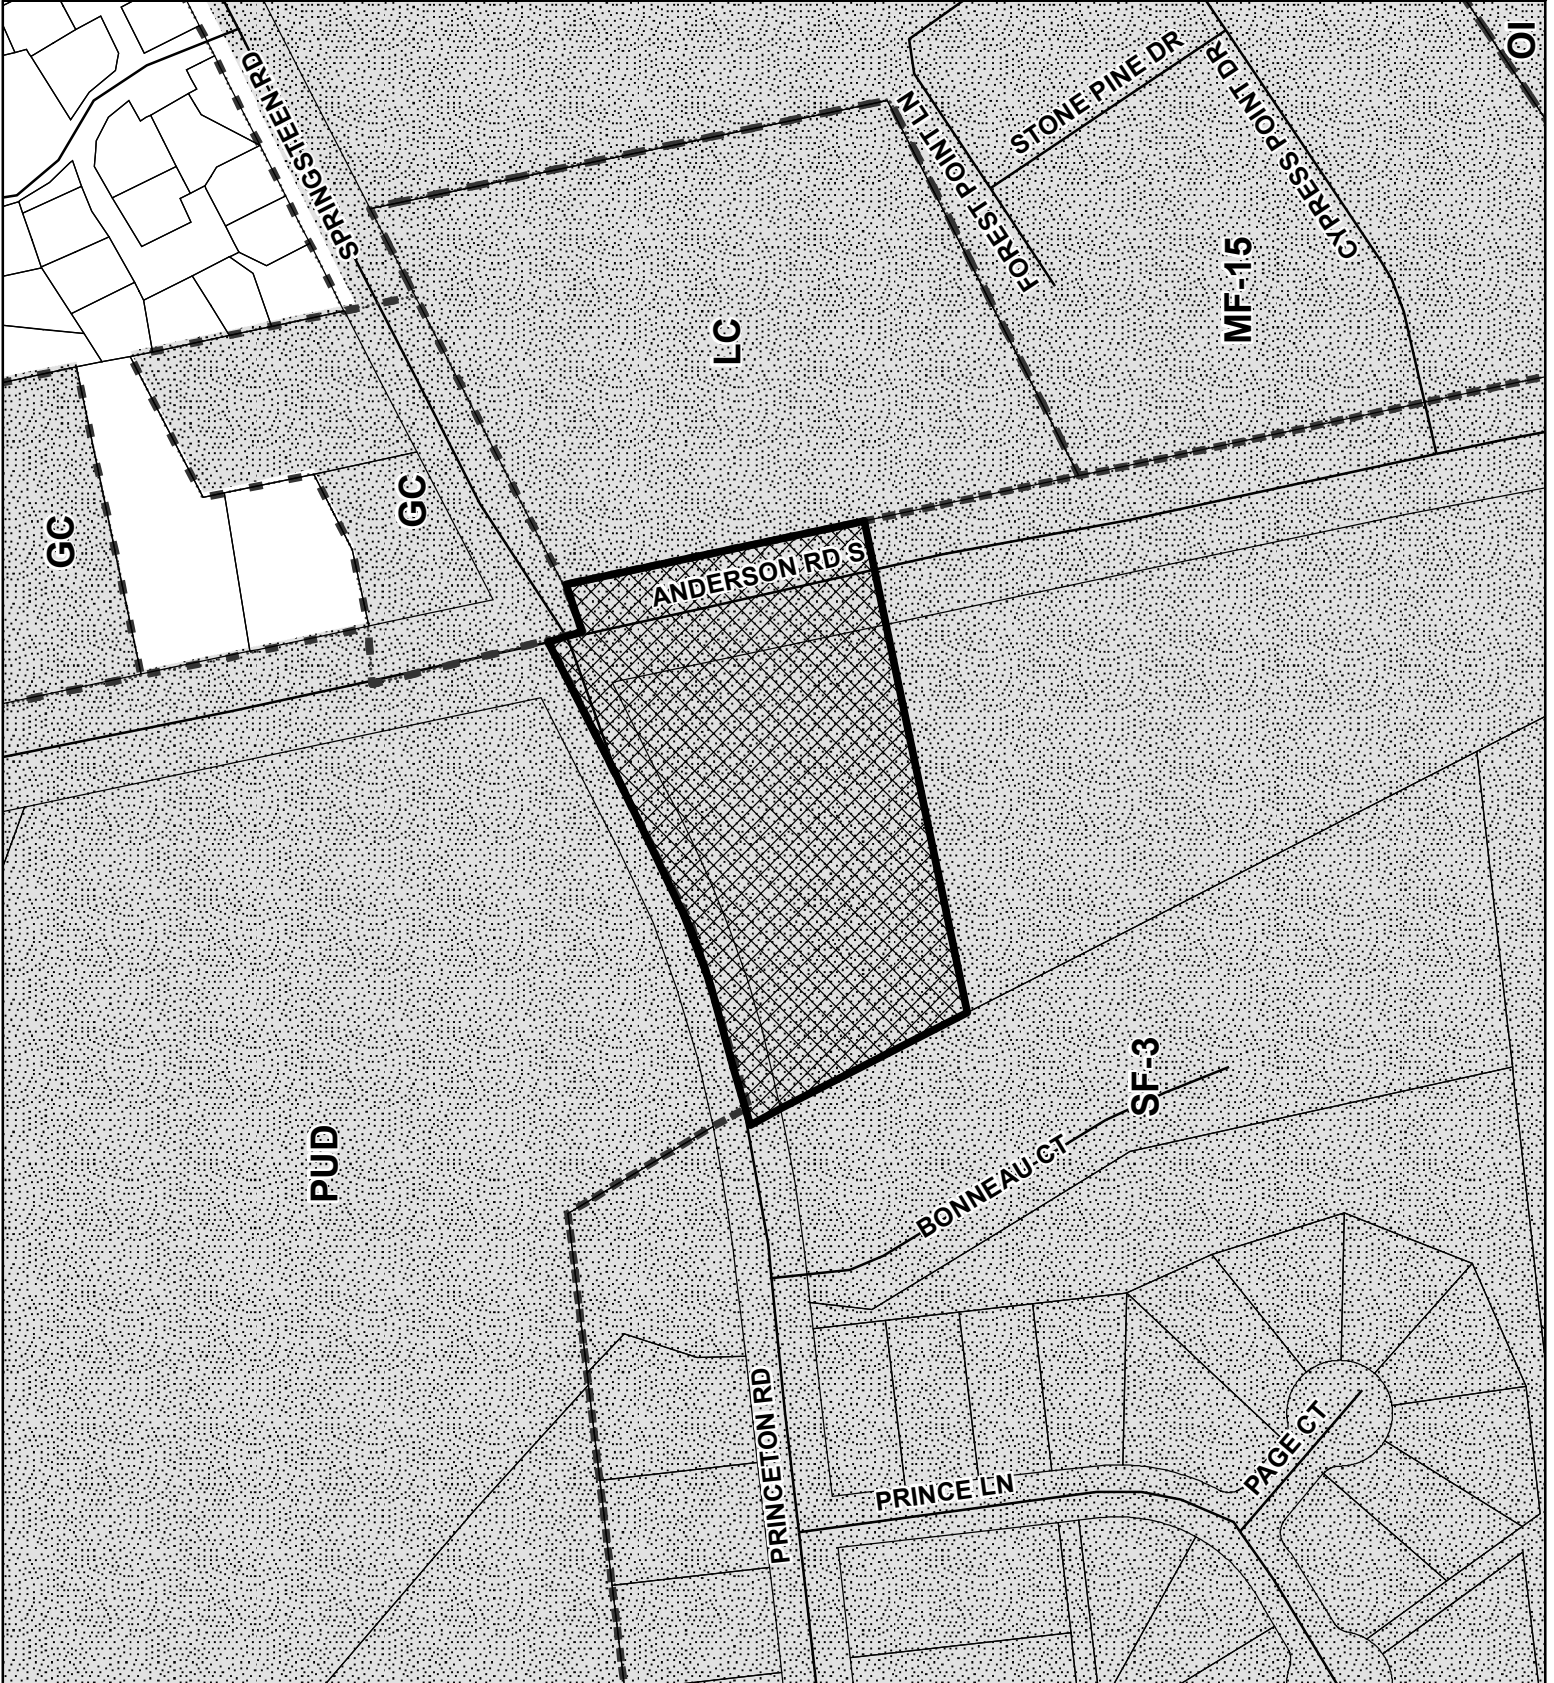 OI
SPRINGSTEEN RD
STONE PINE DR
CYPRESS POINT DR
FOREST POINT LN
MF-15
LC
GC
GC
ANDERSON RD S
SF-3
PUD
BONNEAU CT
PRINCETON RD
PAGE CT
PRINCE LN